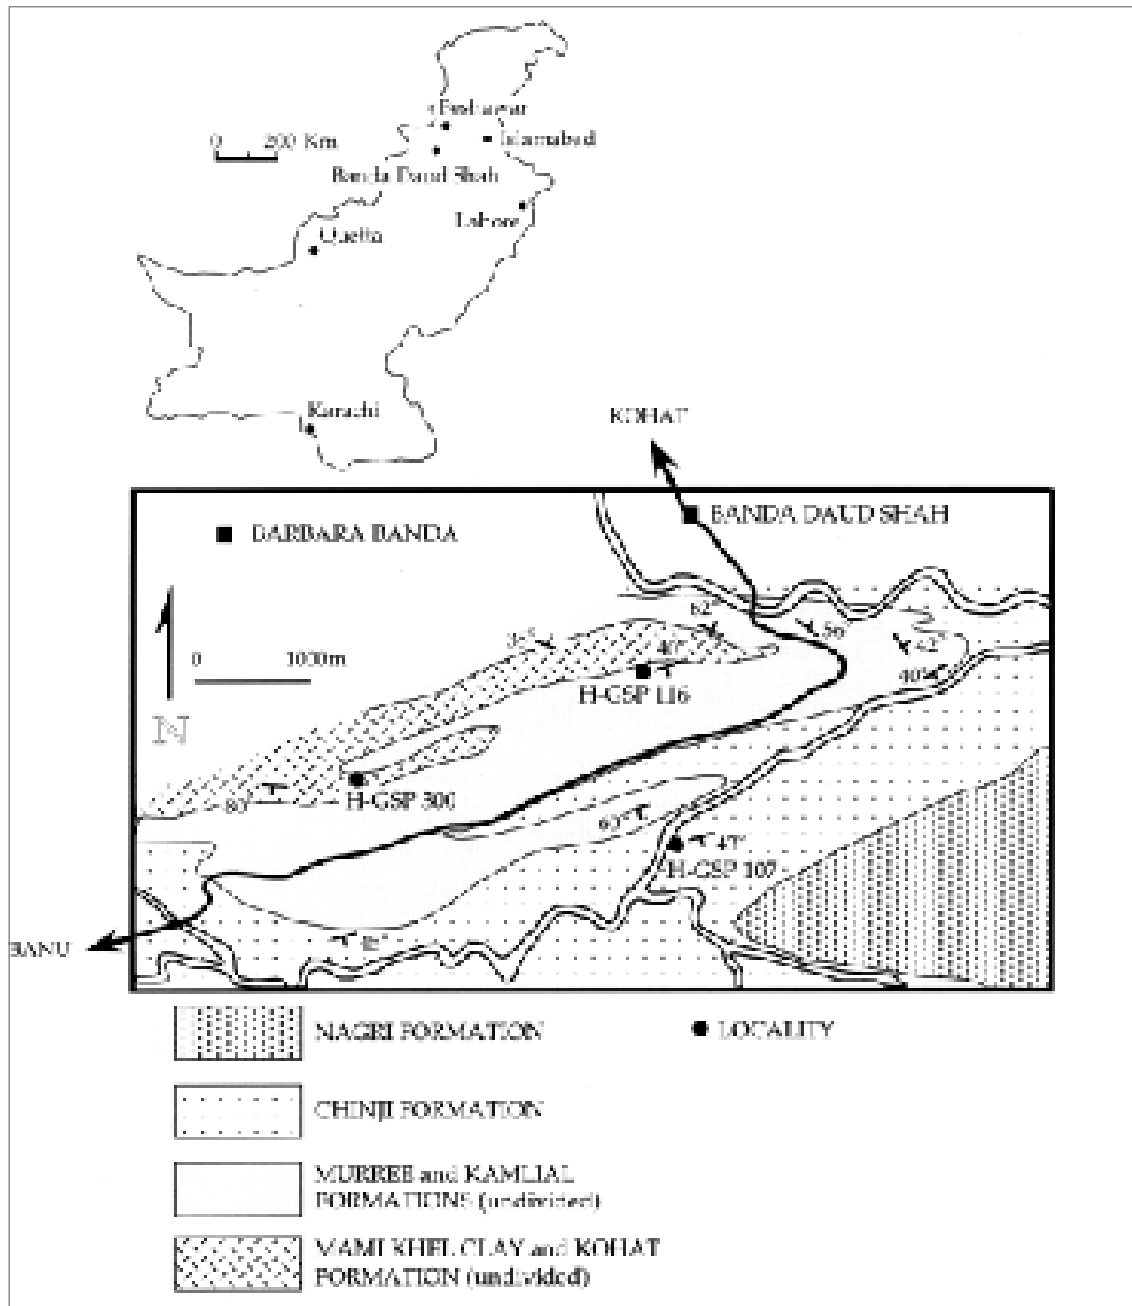 Peshawar
0 200 Km
Islamabad
Banda Daud Shah
Lahore
Quetta
Karachi
KOHAT
BARBARA BANDA
BANDA DAUD SHAH
62°
56
42°
40°
40°
0 1000m
H-GSP 116
N
80°
H-GSP 300
47°
H-GSP 107
BANU
NAGRI FORMATION
LOCALITY
CHINJI FORMATION
MURREE and KAMLIAL
FORMATIONS (undivided)
MAMI KHEL CLAY and KOHAT
FORMATION (undivided)